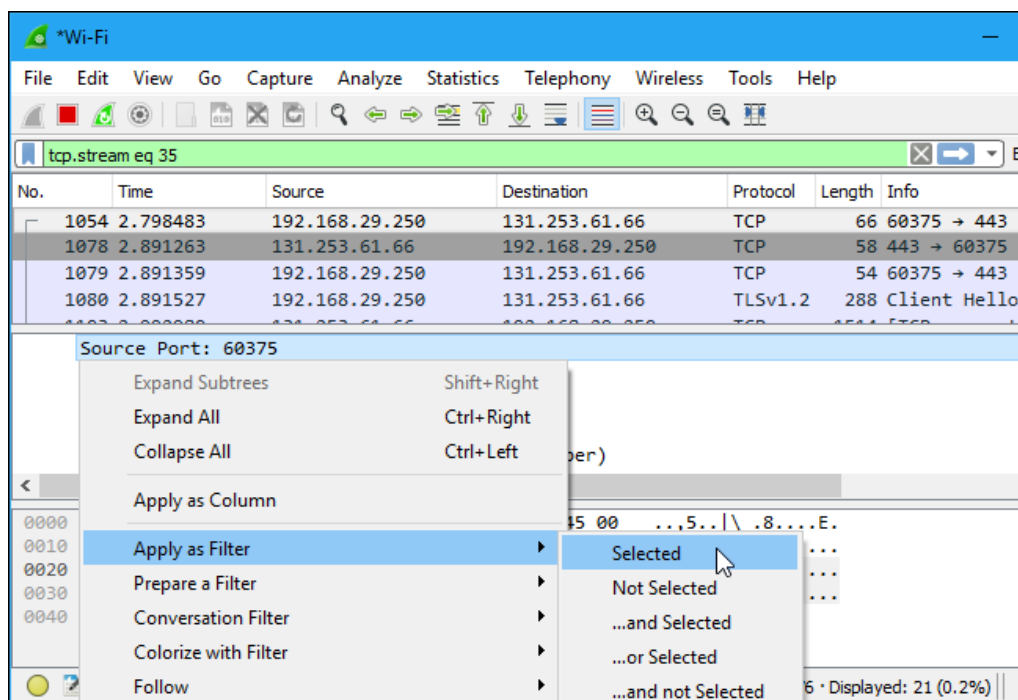 *Wi-Fi
File Edit View Go Capture Analyze Statistics Telephony Wireless Tools Help
tcp.stream eq 35
No. Time Source Destination Protocol Length Info
1054 2.798483 192.168.29.250 131.253.61.66 TCP 66 60375 → 443
1078 2.891263 131.253.61.66 192.168.29.250 TCP 58 443 → 60375
1079 2.891359 192.168.29.250 131.253.61.66 TCP 54 60375 → 443
1080 2.891527 192.168.29.250 131.253.61.66 TLSv1.2 288 Client Hello
Source Port: 60375
Expand Subtrees Shift+Right
Expand All Ctrl+Right
Collapse All Ctrl+Left
Apply as Column
0000 45 00 ..,5..|\ .8....E.
0010 Apply as Filter Selected
0020
0030 Prepare a Filter Not Selected
0040 Conversation Filter ...and Selected
Colorize with Filter ...or Selected
Follow ...and not Selected Displayed: 21 (0.2%)